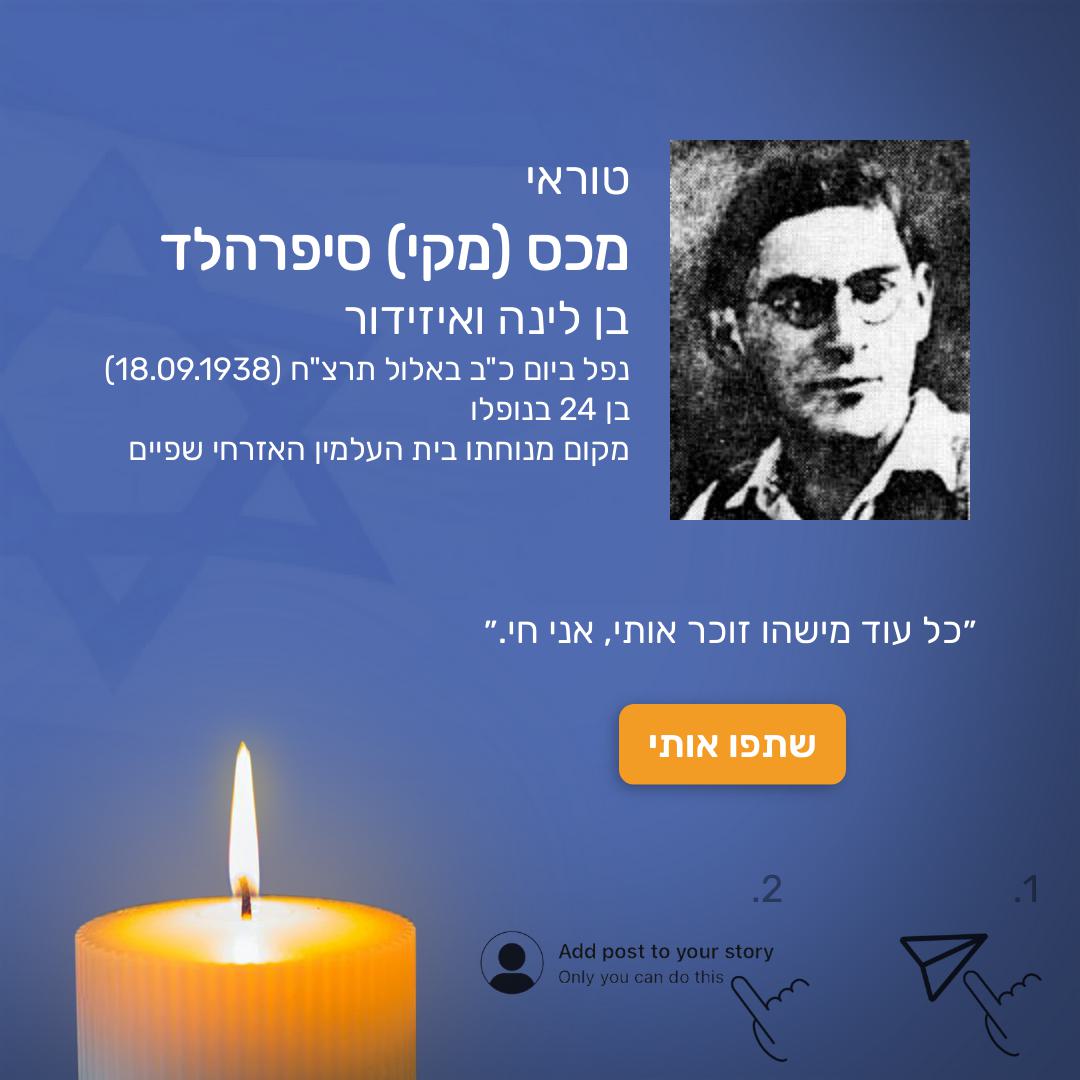 טוראי
מכס (מקי) סיפרהלד
בן לינה ואיזידור
נפל ביום כ"ב באלול תרצ"ח (18.09.1938)
בן 24 בנופלו
מקום מנוחתו בית העלמין האזרחי שפיים
״כל עוד מישהו זוכר אותי, אני חי.״
שתפו אותי
1.
2.
Add post to your story
Only you can do this